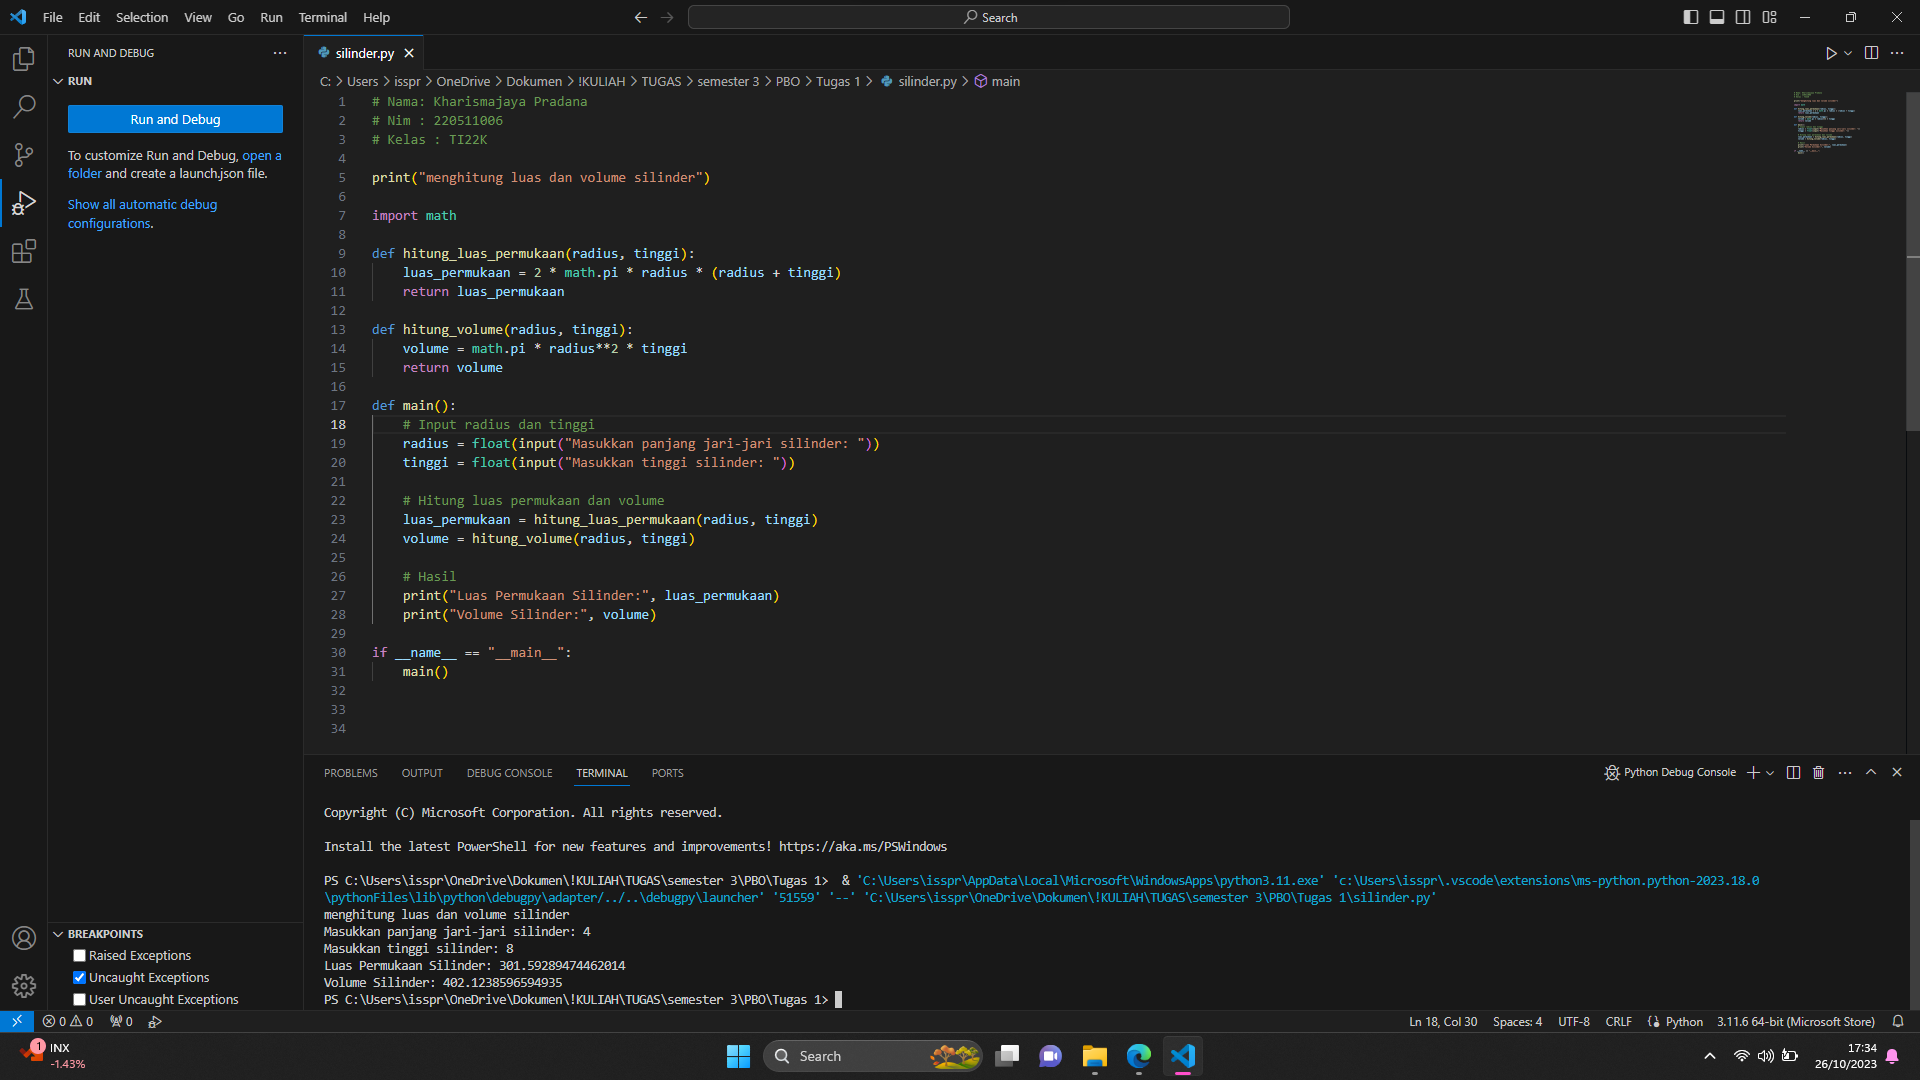 File Edit Selection View Go Run Terminal Help
Search
RUN AND DEBUG
RUN
Run and Debug
To customize Run and Debug, open a
folder and create a launch.json file.
Show all automatic debug
configurations.
BREAKPOINTS
Raised Exceptions
Uncaught Exceptions
User Uncaught Exceptions
silinder.py
C: > Users > isspr > OneDrive > Dokumen > !KULIAH > TUGAS > semester 3 > PBO > Tugas 1 > silinder.py > main
1 # Nama: Kharismajaya Pradana
2 # Nim : 220511006
3 # Kelas : TI22K
4
5 print("menghitung luas dan volume silinder")
6
7 import math
8
9 def hitung_luas_permukaan(radius, tinggi):
10 luas_permukaan = 2 * math.pi * radius * (radius + tinggi)
11 return luas_permukaan
12
13 def hitung_volume(radius, tinggi):
14 volume = math.pi * radius**2 * tinggi
15 return volume
16
17 def main():
18 # Input radius dan tinggi
19 radius = float(input("Masukkan panjang jari-jari silinder: "))
20 tinggi = float(input("Masukkan tinggi silinder: "))
21
22 # Hitung luas permukaan dan volume
23 luas_permukaan = hitung_luas_permukaan(radius, tinggi)
24 volume = hitung_volume(radius, tinggi)
25
26 # Hasil
27 print("Luas Permukaan Silinder:", luas_permukaan)
28 print("Volume Silinder:", volume)
29
30 if __name__ == "__main__":
31 main()
32
33
34
PROBLEMS OUTPUT DEBUG CONSOLE TERMINAL PORTS
Python Debug Console
Copyright (C) Microsoft Corporation. All rights reserved.
Install the latest PowerShell for new features and improvements! https://aka.ms/PSWindows
PS C:\Users\isspr\OneDrive\Dokumen\!KULIAH\TUGAS\semester 3\PBO\Tugas 1> & 'C:\Users\isspr\AppData\Local\Microsoft\WindowsApps\python3.11.exe' 'c:\Users\isspr\.vscode\extensions\ms-python.python-2023.18.0
\pythonFiles\lib\python\debugpy\adapter/../..\debugpy\launcher' '51559' '--' 'C:\Users\isspr\OneDrive\Dokumen\!KULIAH\TUGAS\semester 3\PBO\Tugas 1\silinder.py'
menghitung luas dan volume silinder
Masukkan panjang jari-jari silinder: 4
Masukkan tinggi silinder: 8
Luas Permukaan Silinder: 301.59289474462014
Volume Silinder: 402.1238596594935
PS C:\Users\isspr\OneDrive\Dokumen\!KULIAH\TUGAS\semester 3\PBO\Tugas 1>
0 0 0
Ln 18, Col 30 Spaces: 4 UTF-8 CRLF Python 3.11.6 64-bit (Microsoft Store)
1
INX
-1.43%
Search
17:34
26/10/2023